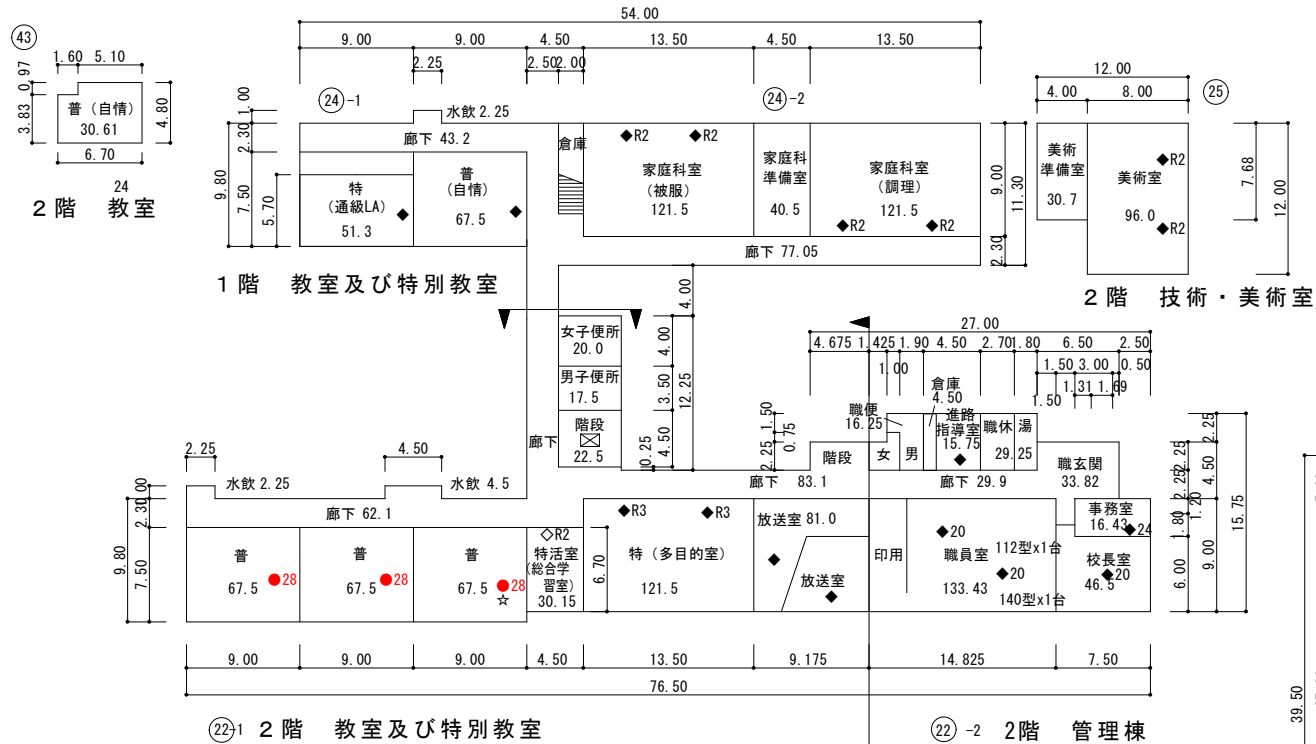 54.00
9.00 9.00 4.50 13.50 4.50 13.50
2.25 2.50 2.00
㊸
1.60 5.10
0.97
3.83
普（自情）
30.61
4.80
6.70
24
2階 教室
㉔-1
水飲 2.25
㉔-2
1.00
2.30
廊下 43.2
9.80
7.50
5.70
特
(通級LA)
51.3
普
(自情)
67.5
倉庫
R2 R2
家庭科室
(被服)
121.5
家庭科
準備室
40.5
家庭科室
(調理)
121.5
R2 R2
廊下 77.05
9.00
11.30
2.30
1階 教室及び特別教室
12.00
4.00 8.00
㉕
美術
準備室
30.7
美術室
96.0
R2
R2
7.68
12.00
2階 技術・美術室
4.00
女子便所
20.0
4.00
男子便所
17.5
3.50
12.25
階段
22.5
4.50
0.25
廊下
27.00
4.675 1.425 1.90 4.50 2.70 1.80 6.50 2.50
1.00
1.50 3.00 0.50
1.31 1.69
1.50
倉庫
4.50
職便
16.25
進路
指導室
15.75
職休
湯
29.25
1.50
0.75
2.25
階段
女
男
職玄関
33.82
廊下 83.1
廊下 29.9
2.25
2.25
4.50
2.25
1.20
1.80
15.75
9.00
6.00
2.25
4.50
水飲 2.25
水飲 4.5
1.00
2.30
廊下 62.1
9.80
7.50
普
67.5
28
普
67.5
28
普
67.5
28
☆
R2
特活室
(総合学
習室)
30.15
6.70
R3 R3
特（多目的室）
121.5
放送室 81.0
放送室
印用
20
職員室
133.43
112型x1台
20
140型x1台
事務室
16.43
24
校長室
46.5
20
9.00 9.00 9.00 4.50 13.50 9.175 14.825 7.50
76.50
㉒-1 2階 教室及び特別教室
㉒-2 2階 管理棟
39.50